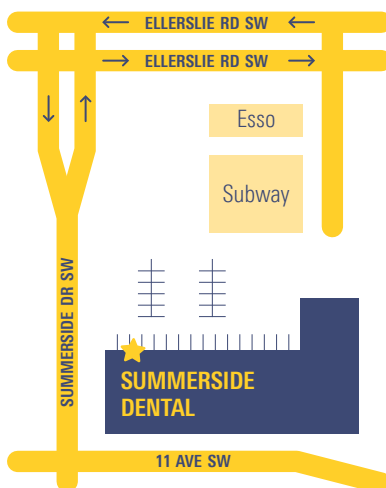 ELLERSLIE RD SW
ELLERSLIE RD SW
Esso
Subway
SUMMERSIDE DR SW
SUMMERSIDE
DENTAL
11 AVE SW